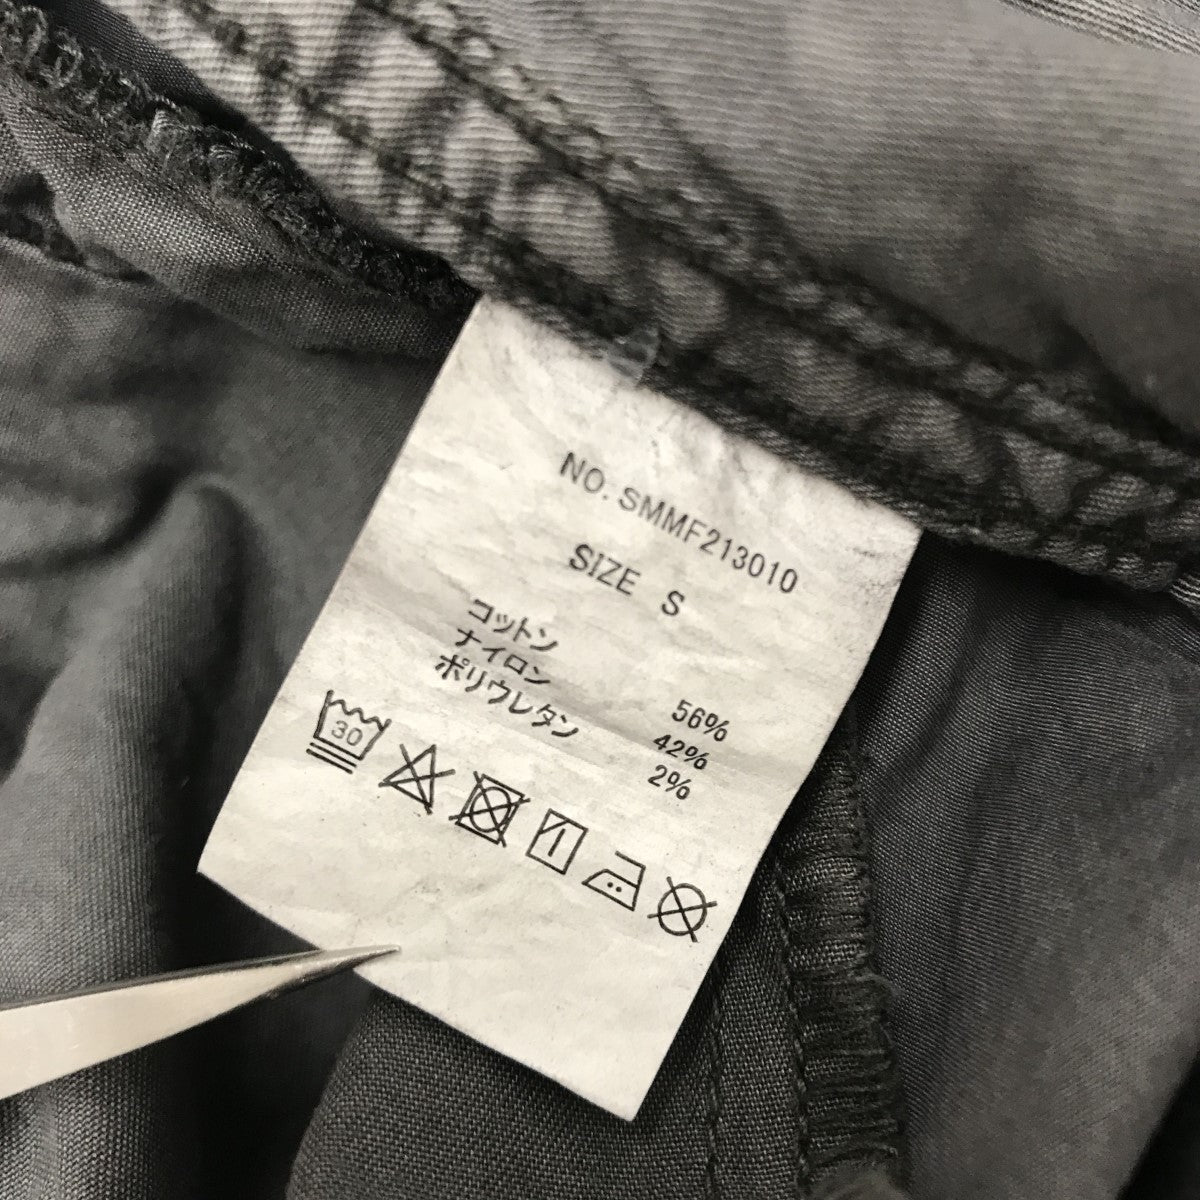 NO. SMMF213010
SIZE S
コットン 56%
ナイロン 42%
ポリウレタン 2%
30